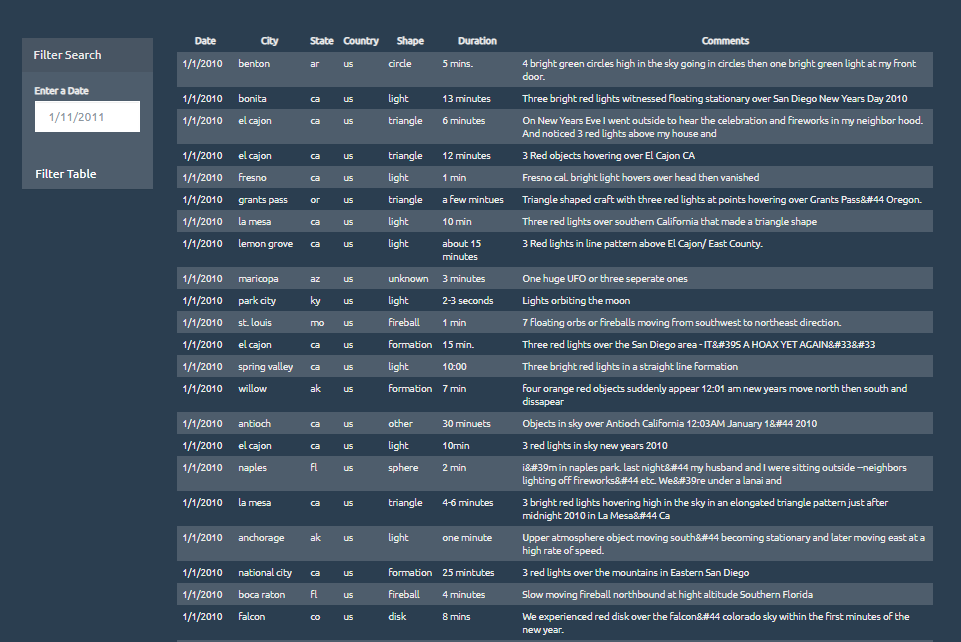 Filter Search
Enter a Date
1/11/2011
Filter Table
Date City State Country Shape Duration Comments
1/1/2010 benton ar us circle 5 mins. 4 bright green circles high in the sky going in circles then one bright green light at my front
door.
1/1/2010 bonita ca us light 13 minutes Three bright red lights witnessed floating stationary over San Diego New Years Day 2010
1/1/2010 el cajon ca us triangle 6 minutes On New Years Eve I went outside to hear the celebration and fireworks in my neighbor hood.
And noticed 3 red lights above my house and
1/1/2010 el cajon ca us triangle 12 minutes 3 Red objects hovering over El Cajon CA
1/1/2010 fresno ca us light 1 min Fresno cal. bright light hovers over head then vanished
1/1/2010 grants pass or us triangle a few mintues Triangle shaped craft with three red lights at points hovering over Grants Pass&#44 Oregon.
1/1/2010 la mesa ca us light 10 min Three red lights over southern California that made a triangle shape
1/1/2010 lemon grove ca us light about 15 3 Red lights in line pattern above El Cajon/ East County.
minutes
1/1/2010 maricopa az us unknown 3 minutes One huge UFO or three seperate ones
1/1/2010 park city ky us light 2-3 seconds Lights orbiting the moon
1/1/2010 st. louis mo us fireball 1 min 7 floating orbs or fireballs moving from southwest to northeast direction.
1/1/2010 el cajon ca us formation 15 min. Three red lights over the San Diego area - IT&#39S A HOAX YET AGAIN&#33&#33
1/1/2010 spring valley ca us light 10:00 Three bright red lights in a straight line formation
1/1/2010 willow ak us formation 7 min four orange red objects suddenly appear 12:01 am new years move north then south and
dissapear
1/1/2010 antioch ca us other 30 minuets Objects in sky over Antioch California 12:03AM January 1&#44 2010
1/1/2010 el cajon ca us light 10min 3 red lights in sky new years 2010
1/1/2010 naples fl us sphere 2 min i&#39m in naples park. last night&#44 my husband and I were sitting outside --neighbors
lighting off fireworks&#44 etc. We&#39re under a lanai and
1/1/2010 la mesa ca us triangle 4-6 minutes 3 bright red lights hovering high in the sky in an elongated triangle pattern just after
midnight 2010 in La Mesa&#44 Ca
1/1/2010 anchorage ak us light one minute Upper atmosphere object moving south&#44 becoming stationary and later moving east at a
high rate of speed.
1/1/2010 national city ca us formation 25 mintutes 3 red lights over the mountains in Eastern San Diego
1/1/2010 boca raton fl us fireball 4 minutes Slow moving fireball northbound at hight altitude Southern Florida
1/1/2010 falcon co us disk 8 mins We experienced red disk over the falcon&#44 colorado sky within the first minutes of the
new year.